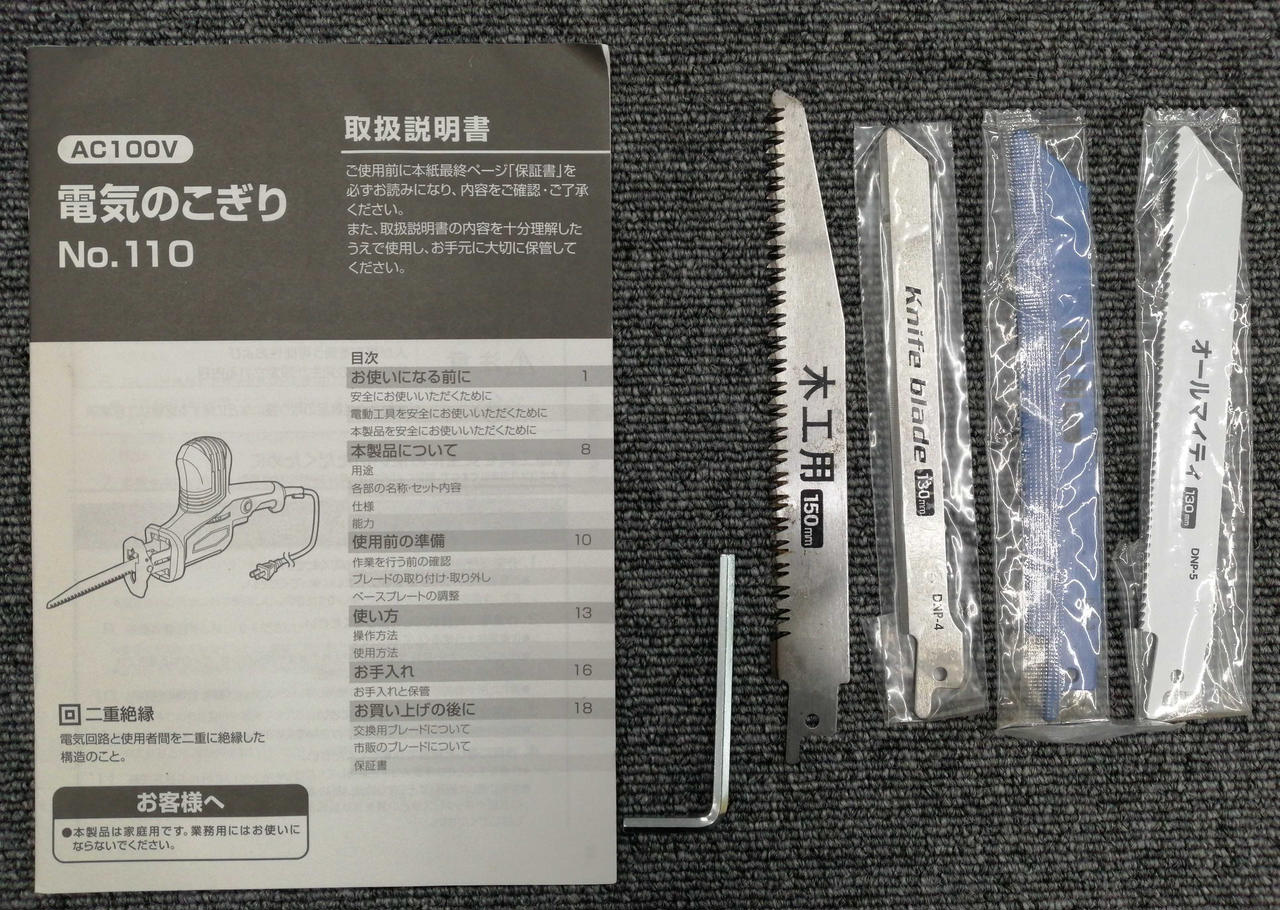 AC100V
電気のこぎり
No.110
取扱説明書
ご使用前に本紙最終ページ「保証書」を
必ずお読みになり、内容をご確認・ご了承
ください。
また、取扱説明書の内容を十分理解した
うえで使用し、お手元に大切に保管して
ください。
目次
お使いになる前に 1
安全にお使いいただくために
電動工具を安全にお使いいただくために
本製品を安全にお使いいただくために
本製品について 8
用途
各部の名称・セット内容
仕様
能力
使用前の準備 10
作業を行う前の確認
ブレードの取り付け・取り外し
ベースプレートの調整
使い方 13
操作方法
使用方法
お手入れ 16
お手入れと保管
お買い上げの後に 18
交換用ブレードについて
市販のブレードについて
保証書
二重絶縁
電気回路と使用者間を二重に絶縁した
構造のこと。
お客様へ
●本製品は家庭用です。業務用にはお使いに
ならないでください。
木工用 150mm
Knife blade 130mm
DNP-4
オールマイティ 130mm
DNP-5